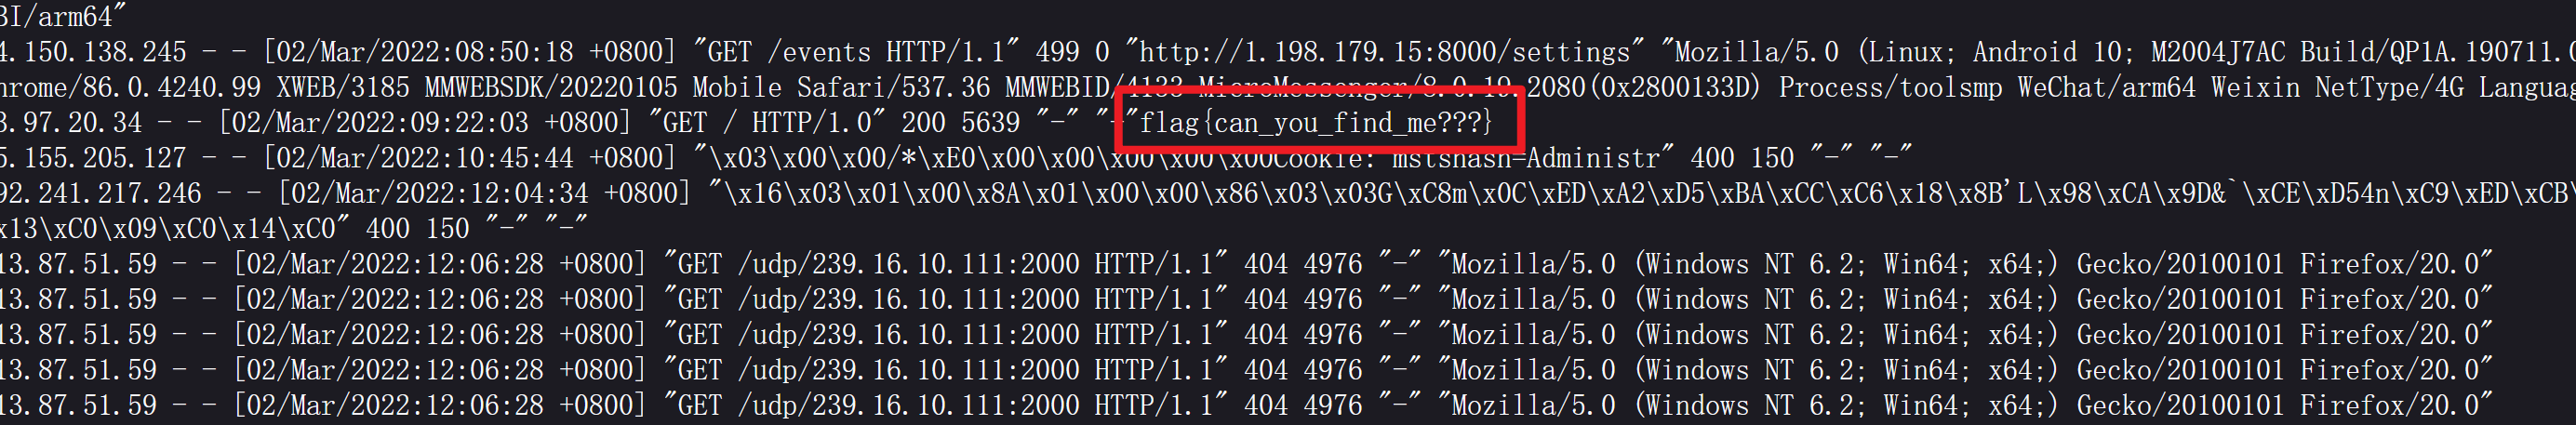 BI/arm64"
4.150.138.245 - - [02/Mar/2022:08:50:18 +0800] "GET /events HTTP/1.1" 499 0 "http://1.198.179.15:8000/settings" "Mozilla/5.0 (Linux; Android 10; M2004J7AC Build/QP1A.190711.0
hrome/86.0.4240.99 XWEB/3185 MMWEBSDK/20220105 Mobile Safari/537.36 MMWEBID/4133 MicroMessenger/8.0.19.2080(0x2800133D) Process/toolsmp WeChat/arm64 Weixin NetType/4G Languag
3.97.20.34 - - [02/Mar/2022:09:22:03 +0800] "GET / HTTP/1.0" 200 5639 "-" "-"flag{can_you_find_me???}
5.155.205.127 - - [02/Mar/2022:10:45:44 +0800] "\x03\x00\x00/*\xE0\x00\x00\x00\x00\x00Cookie: mstshash=Administr" 400 150 "-" "-"
92.241.217.246 - - [02/Mar/2022:12:04:34 +0800] "\x16\x03\x01\x00\x8A\x01\x00\x00\x86\x03\x03G\xC8m\x0C\xED\xA2\xD5\xBA\xCC\xC6\x18\x8B'L\x98\xCA\x9D&`\xCE\xD54n\xC9\xED\xCB\
x13\xC0\x09\xC0\x14\xC0" 400 150 "-" "-"
13.87.51.59 - - [02/Mar/2022:12:06:28 +0800] "GET /udp/239.16.10.111:2000 HTTP/1.1" 404 4976 "-" "Mozilla/5.0 (Windows NT 6.2; Win64; x64;) Gecko/20100101 Firefox/20.0"
13.87.51.59 - - [02/Mar/2022:12:06:28 +0800] "GET /udp/239.16.10.111:2000 HTTP/1.1" 404 4976 "-" "Mozilla/5.0 (Windows NT 6.2; Win64; x64;) Gecko/20100101 Firefox/20.0"
13.87.51.59 - - [02/Mar/2022:12:06:28 +0800] "GET /udp/239.16.10.111:2000 HTTP/1.1" 404 4976 "-" "Mozilla/5.0 (Windows NT 6.2; Win64; x64;) Gecko/20100101 Firefox/20.0"
13.87.51.59 - - [02/Mar/2022:12:06:28 +0800] "GET /udp/239.16.10.111:2000 HTTP/1.1" 404 4976 "-" "Mozilla/5.0 (Windows NT 6.2; Win64; x64;) Gecko/20100101 Firefox/20.0"
13.87.51.59 - - [02/Mar/2022:12:06:28 +0800] "GET /udp/239.16.10.111:2000 HTTP/1.1" 404 4976 "-" "Mozilla/5.0 (Windows NT 6.2; Win64; x64;) Gecko/20100101 Firefox/20.0"